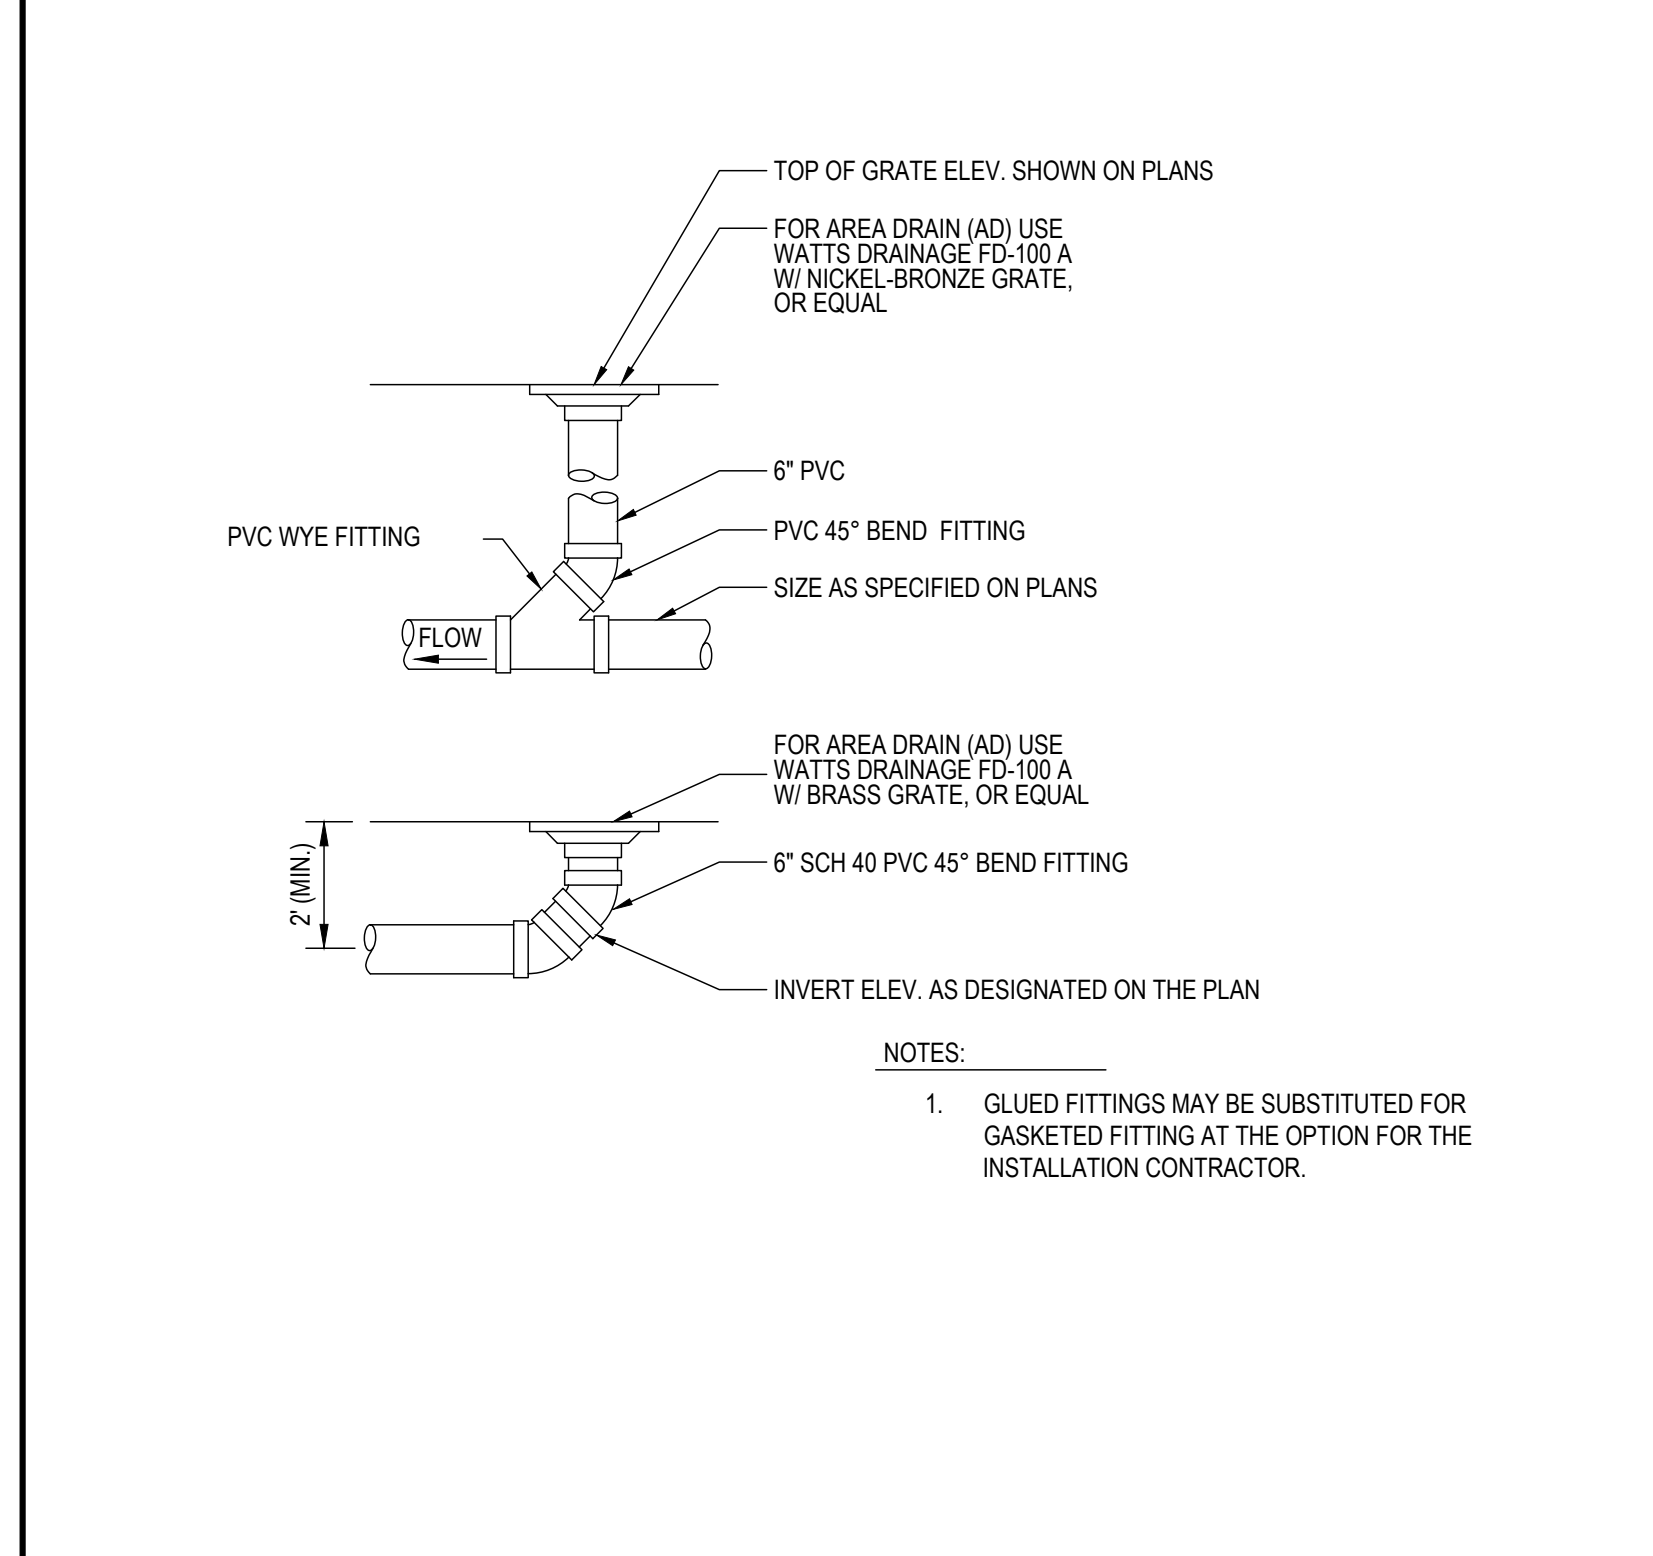 TOP OF GRATE ELEV. SHOWN ON PLANS
FOR AREA DRAIN (AD) USE
WATTS DRAINAGE FD-100 A
W/ NICKEL-BRONZE GRATE,
OR EQUAL
6" PVC
PVC WYE FITTING
PVC 45° BEND FITTING
SIZE AS SPECIFIED ON PLANS
FLOW
FOR AREA DRAIN (AD) USE
WATTS DRAINAGE FD-100 A
W/ BRASS GRATE, OR EQUAL
2' (MIN.)
6" SCH 40 PVC 45° BEND FITTING
INVERT ELEV. AS DESIGNATED ON THE PLAN
NOTES:
1. GLUED FITTINGS MAY BE SUBSTITUTED FOR
GASKETED FITTING AT THE OPTION FOR THE
INSTALLATION CONTRACTOR.